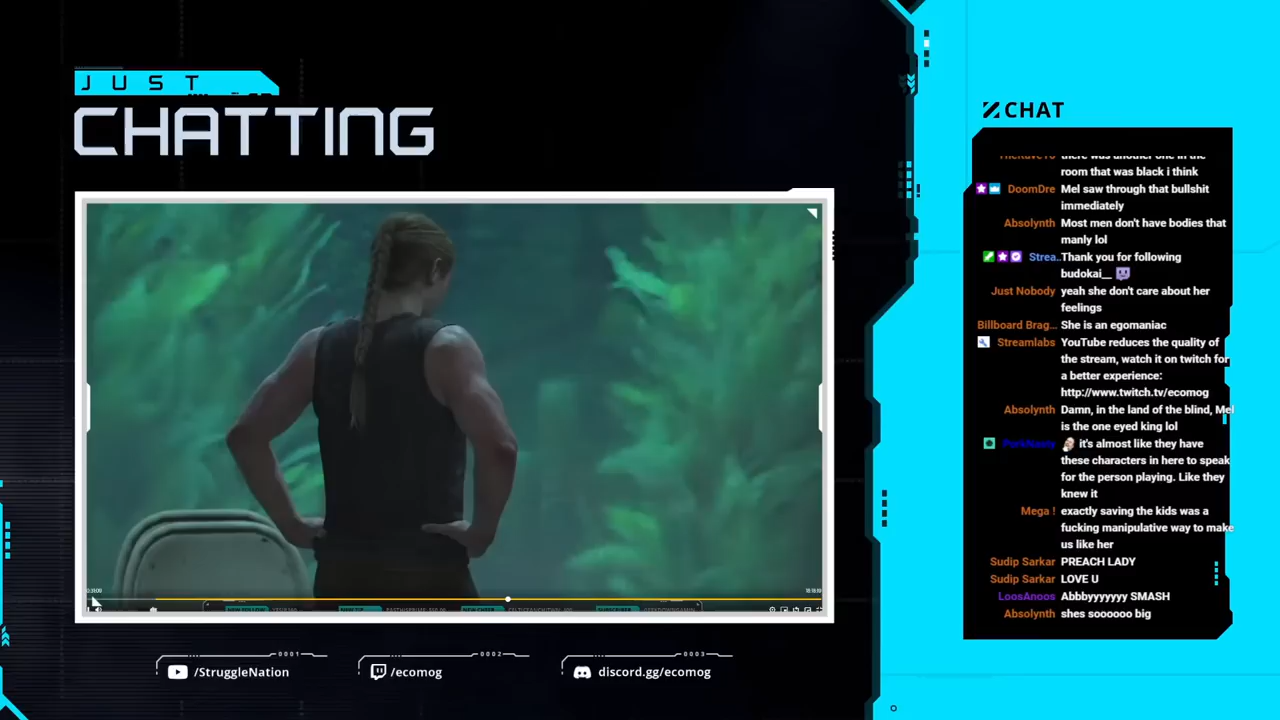 JUST
CHATTING
CHAT
there was another one in the
room that was black i think
DoomDre Mel saw through that bullshit
immediately
Absolynth Most men don't have bodies that
manly lol
Strea.. Thank you for following
budokai__
Just Nobody yeah she don't care about her
feelings
Billboard Brag... She is an egomaniac
Streamlabs YouTube reduces the quality of
the stream, watch it on twitch for
a better experience:
http://www.twitch.tv/ecomog
Absolynth Damn, in the land of the blind, Mel
is the one eyed king lol
it's almost like they have
these characters in here to speak
for the person playing. Like they
knew it
Mega ! exactly saving the kids was a
fucking manipulative way to make
us like her
Sudip Sarkar PREACH LADY
Sudip Sarkar LOVE U
LoosAnoos Abbbyyyyyyy SMASH
Absolynth shes soooooo big
0001
/StruggleNation
0002
/ecomog
0003
discord.gg/ecomog